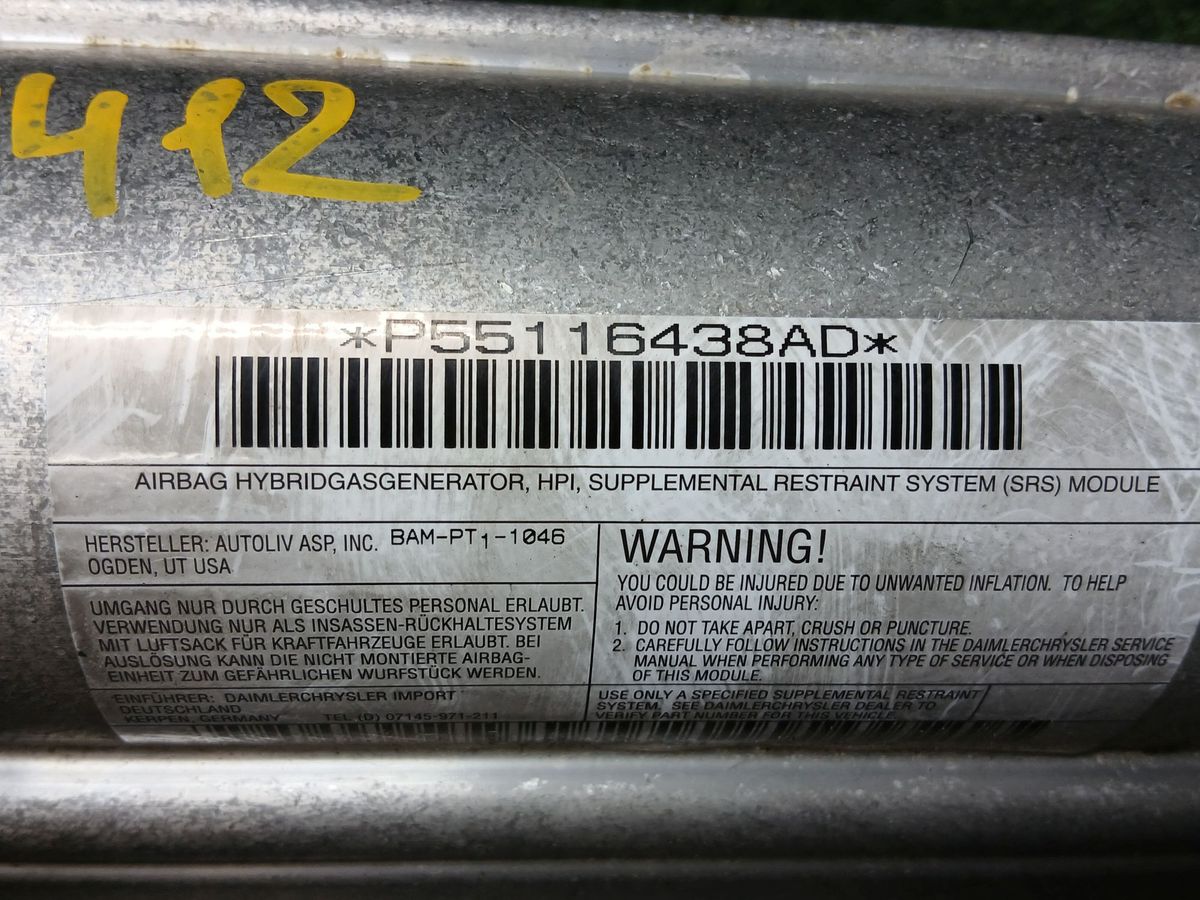 412
*P55116438AD*
AIRBAG HYBRIDGASGENERATOR, HPI, SUPPLEMENTAL RESTRAINT SYSTEM (SRS) MODULE
HERSTELLER: AUTOLIV ASP, INC. BAM-PT1-1046
OGDEN, UT USA
UMGANG NUR DURCH GESCHULTES PERSONAL ERLAUBT.
VERWENDUNG NUR ALS INSASSEN-RÜCKHALTESYSTEM
MIT LUFTSACK FÜR KRAFTFAHRZEUGE ERLAUBT. BEI
AUSLÖSUNG KANN DIE NICHT MONTIERTE AIRBAG-
EINHEIT ZUM GEFÄHRLICHEN WURFSTÜCK WERDEN.
EINFÜHRER: DAIMLERCHRYSLER IMPORT
DEUTSCHLAND
KERPEN, GERMANY TEL (D) 07145-971-211
WARNING!
YOU COULD BE INJURED DUE TO UNWANTED INFLATION. TO HELP
AVOID PERSONAL INJURY:
1. DO NOT TAKE APART, CRUSH OR PUNCTURE.
2. CAREFULLY FOLLOW INSTRUCTIONS IN THE DAIMLERCHRYSLER SERVICE
MANUAL WHEN PERFORMING ANY TYPE OF SERVICE OR WHEN DISPOSING
OF THIS MODULE.
USE ONLY A SPECIFIED SUPPLEMENTAL RESTRAINT
SYSTEM. SEE DAIMLERCHRYSLER DEALER TO
VERIFY PART NUMBER FOR THIS VEHICLE.